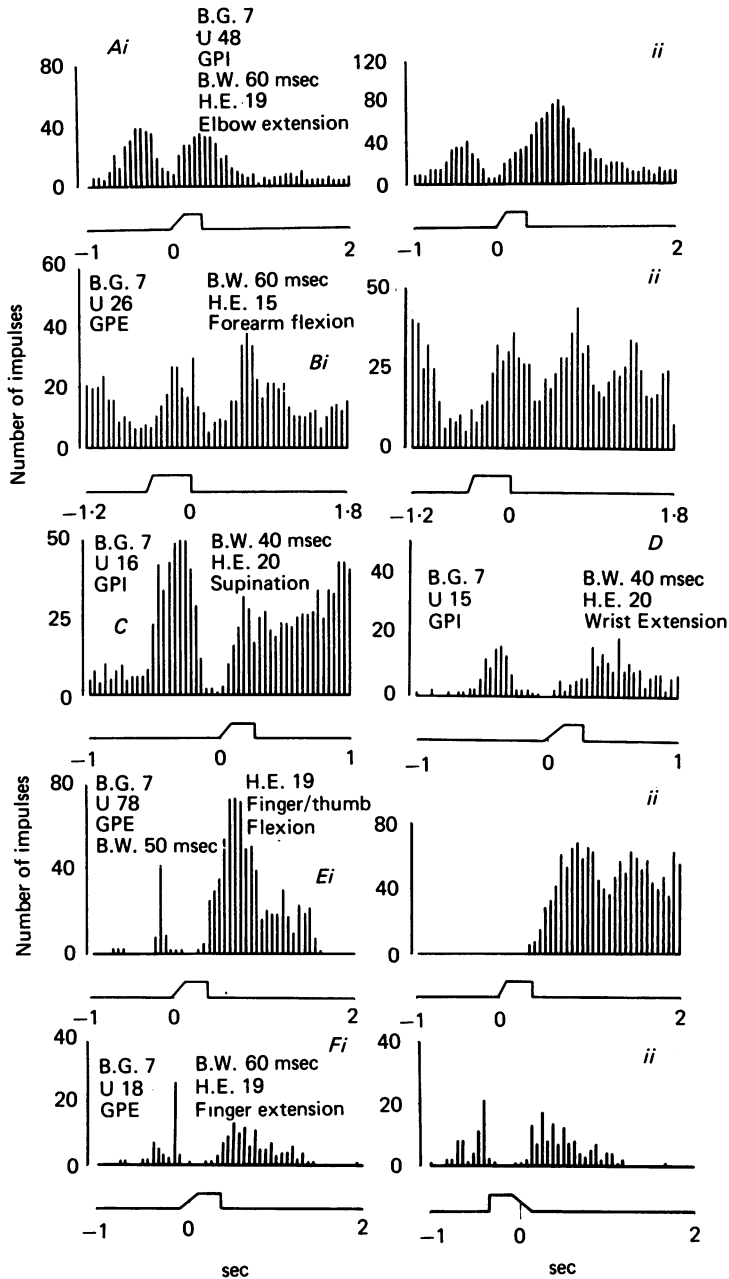 Ai
B.G. 7
U 48
GPI
B.W. 60 msec
H.E. 19
Elbow extension
80
40
0
-1
0
2
ii
120
80
40
0
-1
0
2
Number of impulses
60
40
20
0
B.G. 7
U 26
GPE
B.W. 60 msec
H.E. 15
Forearm flexion
Bi
-1·2
0
1·8
ii
50
25
0
-1·2
0
1·8
50
25
0
B.G. 7
U 16
GPI
C
B.W. 40 msec
H.E. 20
Supination
-1
0
1
D
40
20
0
B.G. 7
U 15
GPI
B.W. 40 msec
H.E. 20
Wrist Extension
-1
0
1
Number of impulses
80
40
0
B.G. 7
U 78
GPE
B.W. 50 msec
H.E. 19
Finger/thumb
Flexion
Ei
-1
0
2
ii
80
40
0
-1
0
2
Fi
40
20
0
B.G. 7
U 18
GPE
B.W. 60 msec
H.E. 19
Finger extension
-1
0
2
sec
ii
40
20
0
-1
0
2
sec